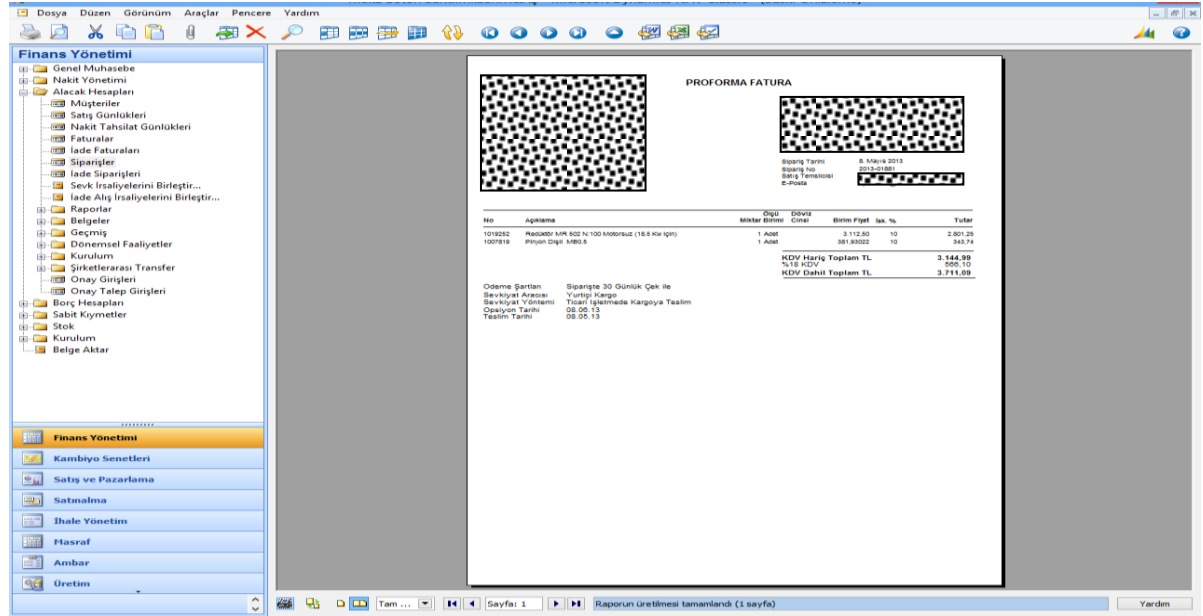 Dosya Düzen Görünüm Araçlar Pencere Yardım
Finans Yönetimi
Genel Muhasebe
Nakit Yönetimi
Alacak Hesapları
Müşteriler
Satış Günlükleri
Nakit Tahsilat Günlükleri
Faturalar
İade Faturaları
Siparişler
İade Siparişleri
Sevk İrsaliyelerini Birleştir...
İade Alış İrsaliyelerini Birleştir...
Raporlar
Belgeler
Geçmiş
Dönemsel Faaliyetler
Kurulum
Şirketlerarası Transfer
Onay Girişleri
Onay Talep Girişleri
Borç Hesapları
Sabit Kıymetler
Stok
Kurulum
Belge Aktar
Finans Yönetimi
Kambiyo Senetleri
Satış ve Pazarlama
Satınalma
İhale Yönetim
Masraf
Ambar
Üretim
PROFORMA FATURA
Sipariş Tarihi 8. Mayıs 2013
Sipariş No 2013-01881
Satış Temsilcisi
E-Posta
No Açıklama Miktar Ölçü Birimi Döviz Cinsi Birim Fiyat İsk. % Tutar
1019252 Redüktör MR 502 N:100 Motorsuz (18.5 Kw için) 1 Adet 3.112,50 10 2.801,25
1007819 Pinyon Dişli MB0.5 1 Adet 381,93022 10 343,74
KDV Hariç Toplam TL 3.144,99
%18 KDV 566,10
KDV Dahil Toplam TL 3.711,09
Ödeme Şartları Siparişte 30 Günlük Çek ile
Sevkiyat Aracısı Yurtiçi Kargo
Sevkiyat Yöntemi Ticari İşletmede Kargoya Teslim
Opsiyon Tarihi 08.06.13
Teslim Tarihi 08.05.13
Tam ... Sayfa: 1 Raporun üretilmesi tamamlandı (1 sayfa) Yardım